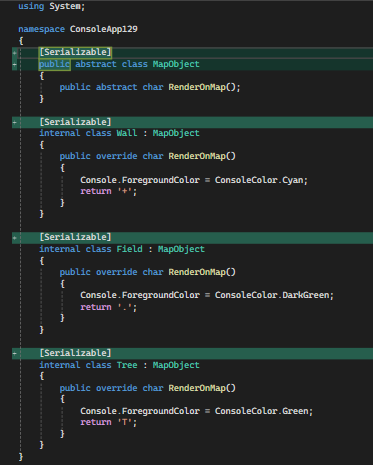 using System;
namespace ConsoleApp129
{
+ [Serializable]
- public abstract class MapObject
{
public abstract char RenderOnMap();
}
+ [Serializable]
internal class Wall : MapObject
{
public override char RenderOnMap()
{
Console.ForegroundColor = ConsoleColor.Cyan;
return '+';
}
}
+ [Serializable]
internal class Field : MapObject
{
public override char RenderOnMap()
{
Console.ForegroundColor = ConsoleColor.DarkGreen;
return '.';
}
}
+ [Serializable]
internal class Tree : MapObject
{
public override char RenderOnMap()
{
Console.ForegroundColor = ConsoleColor.Green;
return 'T';
}
}
}